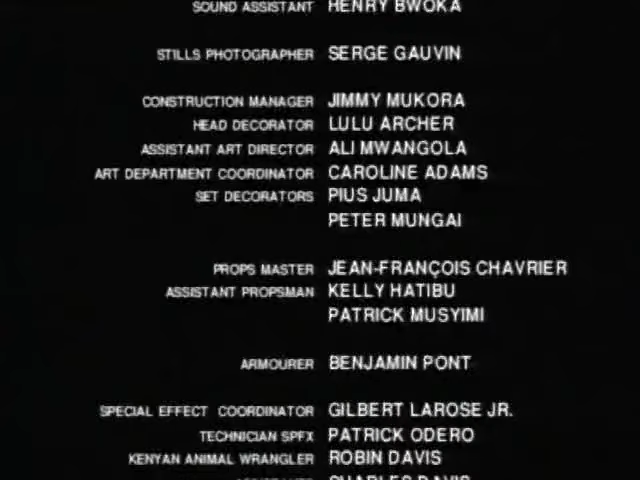 SOUND ASSISTANT HENRY BWOKA
STILLS PHOTOGRAPHER SERGE GAUVIN
CONSTRUCTION MANAGER JIMMY MUKORA
HEAD DECORATOR LULU ARCHER
ASSISTANT ART DIRECTOR ALI MWANGOLA
ART DEPARTMENT COORDINATOR CAROLINE ADAMS
SET DECORATORS PIUS JUMA
PETER MUNGAI
PROPS MASTER JEAN-FRANÇOIS CHAVRIER
ASSISTANT PROPSMAN KELLY HATIBU
PATRICK MUSYIMI
ARMOURER BENJAMIN PONT
SPECIAL EFFECT COORDINATOR GILBERT LAROSE JR.
TECHNICIAN SPFX PATRICK ODERO
KENYAN ANIMAL WRANGLER ROBIN DAVIS
CHARLES DAVIS